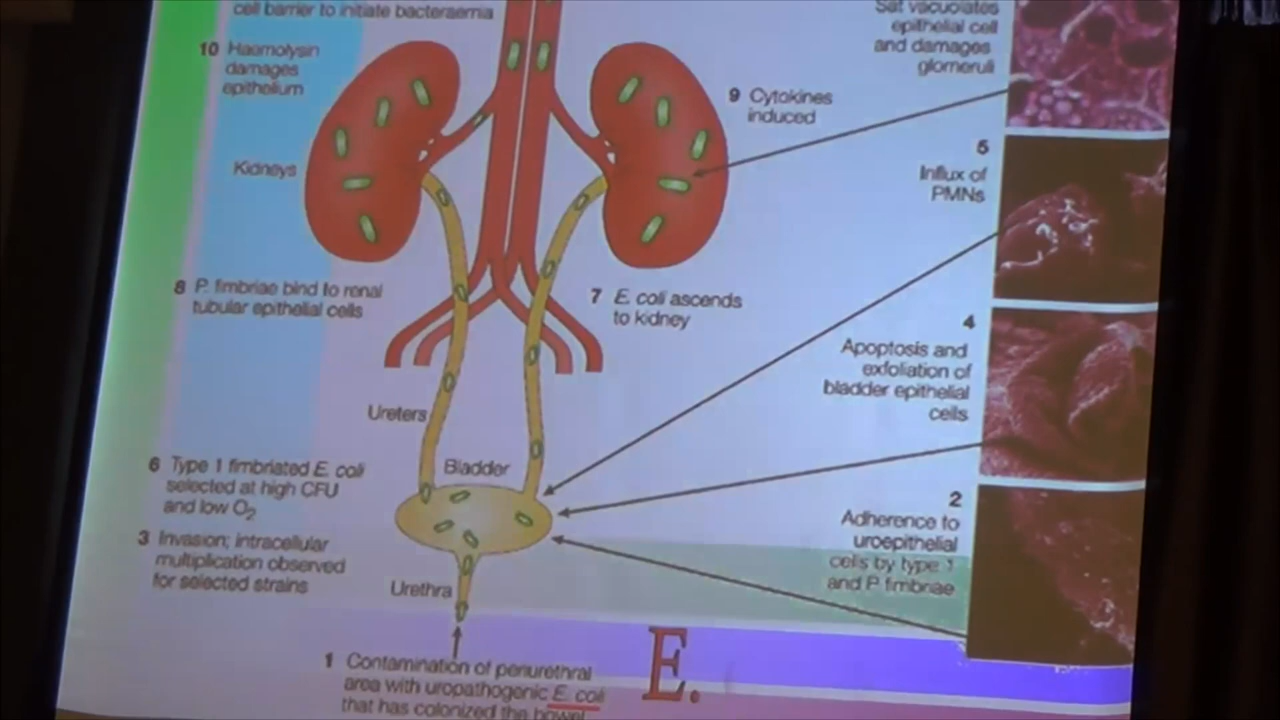 cell barrier to initiate bacteraemia
10 Haemolysin
damages
epithelium
Kidneys
9 Cytokines
induced
Sat vacuolates
epithelial cell
and damages
glomeruli
5
Influx of
PMNs
8 P. fimbriae bind to renal
tubular epithelial cells
7 E. coli ascends
to kidney
4
Apoptosis and
exfoliation of
bladder epithelial
cells
Ureters
Bladder
6 Type 1 fimbriated E. coli
selected at high CFU
and low O2
3 Invasion; intracellular
multiplication observed
for selected strains
2
Adherence to
uroepithelial
cells by type 1
and P fimbriae
Urethra
1 Contamination of periurethral
area with uropathogenic E. coli
that has colonized the bowel
E.